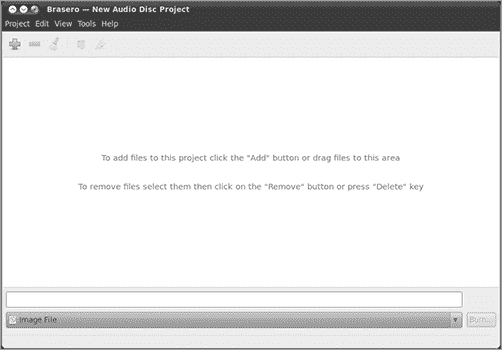 Brasero — New Audio Disc Project
Project Edit View Tools Help
To add files to this project click the "Add" button or drag files to this area
To remove files select them then click on the "Remove" button or press "Delete" key
Image File
Burn...